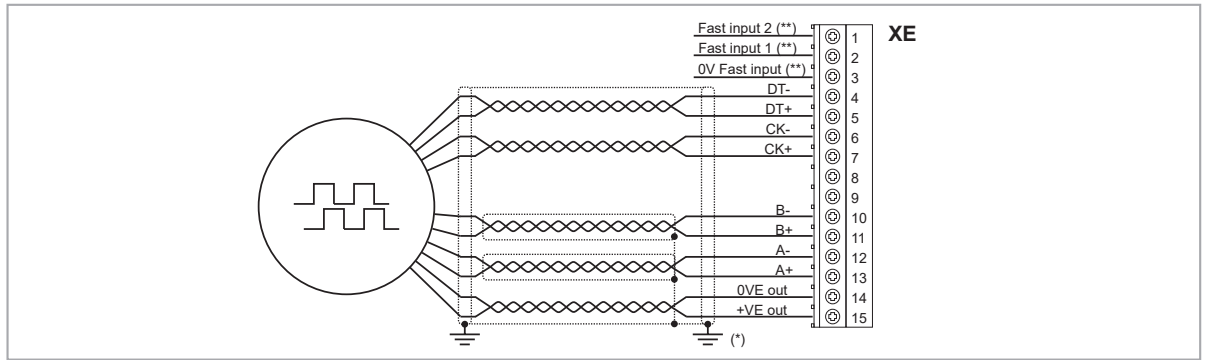 Fast input 2 (**) 1 XE
Fast input 1 (**) 2
0V Fast input (**) 3
DT- 4
DT+ 5
CK- 6
CK+ 7
8
9
B- 10
B+ 11
A- 12
A+ 13
0VE out 14
+VE out 15
(*)